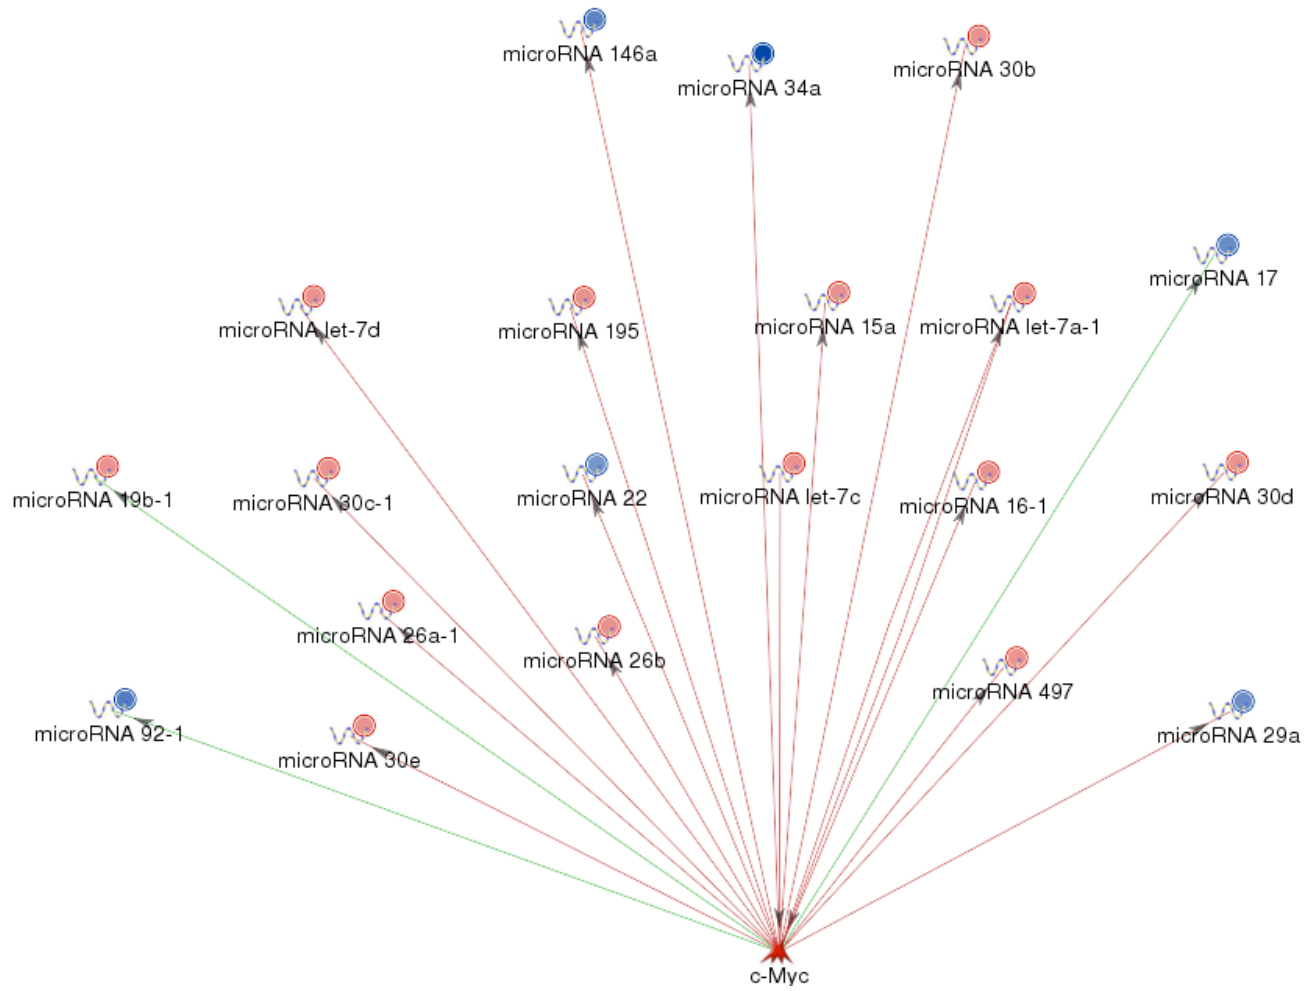 microRNA 146a
microRNA 34a
microRNA 30b
microRNA 17
microRNA let-7d
microRNA 195
microRNA 15a
microRNA let-7a-1
microRNA 19b-1
microRNA 30c-1
microRNA 22
microRNA let-7c
microRNA 16-1
microRNA 30d
microRNA 26a-1
microRNA 26b
microRNA 497
microRNA 92-1
microRNA 30e
microRNA 29a
c-Myc